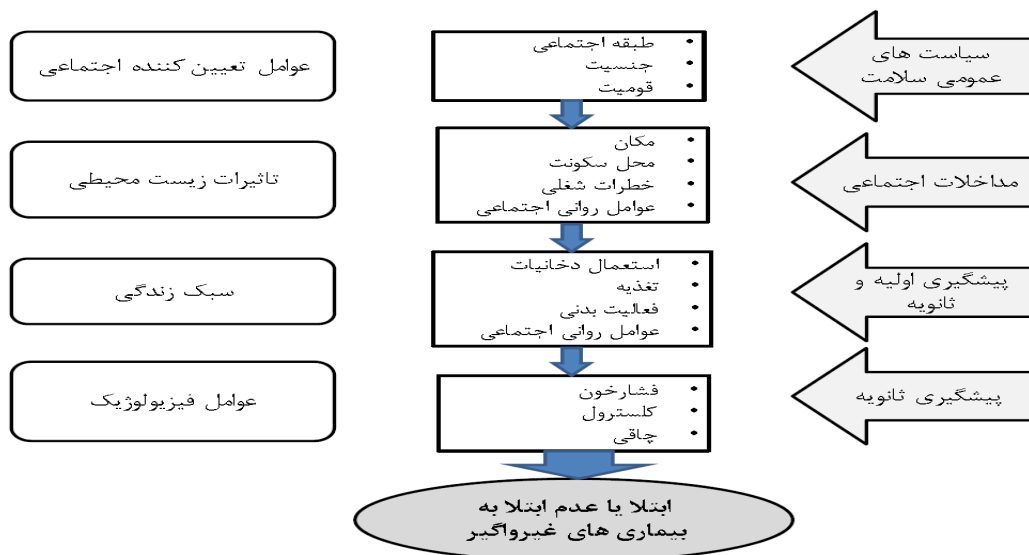 سیاست های
عمومی سلامت
طبقه اجتماعی
جنسیت
قومیت
عوامل تعیین کننده اجتماعی
مداخلات اجتماعی
مکان
محل سکونت
خطرات شغلی
عوامل روانی اجتماعی
تاثیرات زیست محیطی
پیشگیری اولیه و
ثانویه
استعمال دخانیات
تغذیه
فعالیت بدنی
عوامل روانی اجتماعی
سبک زندگی
پیشگیری ثانویه
فشارخون
کلسترول
چاقی
عوامل فیزیولوژیک
ابتلا یا عدم ابتلا به
بیماری های غیرواگیر